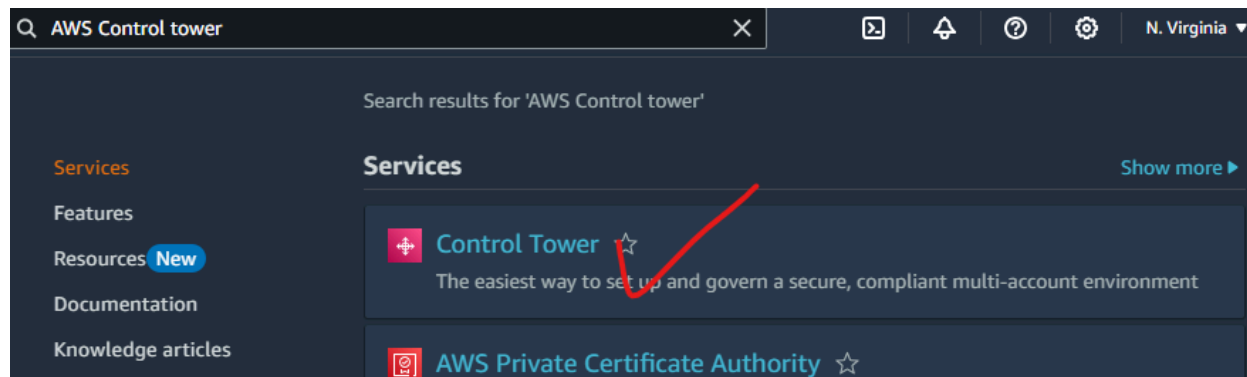 AWS Control tower
N. Virginia
Search results for 'AWS Control tower'
Services
Features
Resources New
Documentation
Knowledge articles
Services
Show more
Control Tower
The easiest way to set up and govern a secure, compliant multi-account environment
AWS Private Certificate Authority